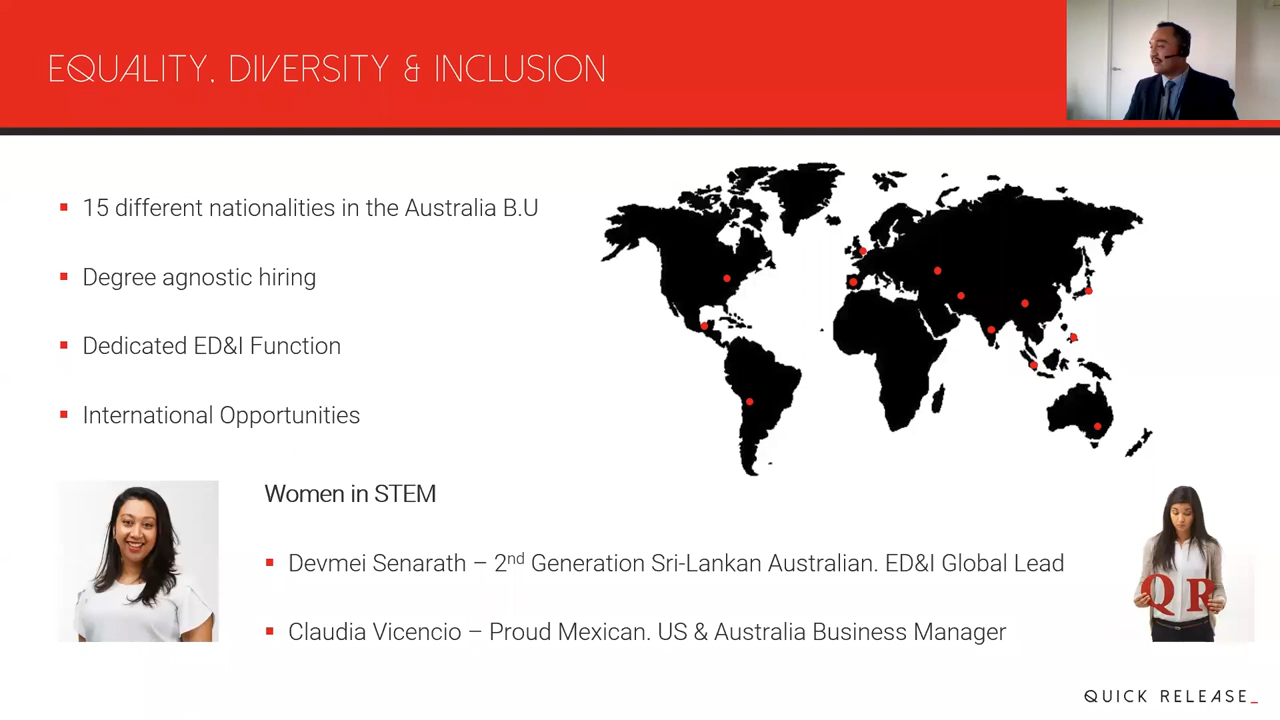 EQUALITY, DIVERSITY & INCLUSION
15 different nationalities in the Australia B.U
Degree agnostic hiring
Dedicated ED&I Function
International Opportunities
Women in STEM
Devmei Senarath – 2nd Generation Sri-Lankan Australian. ED&I Global Lead
Claudia Vicencio – Proud Mexican. US & Australia Business Manager
Q R
QUICK RELEASE_